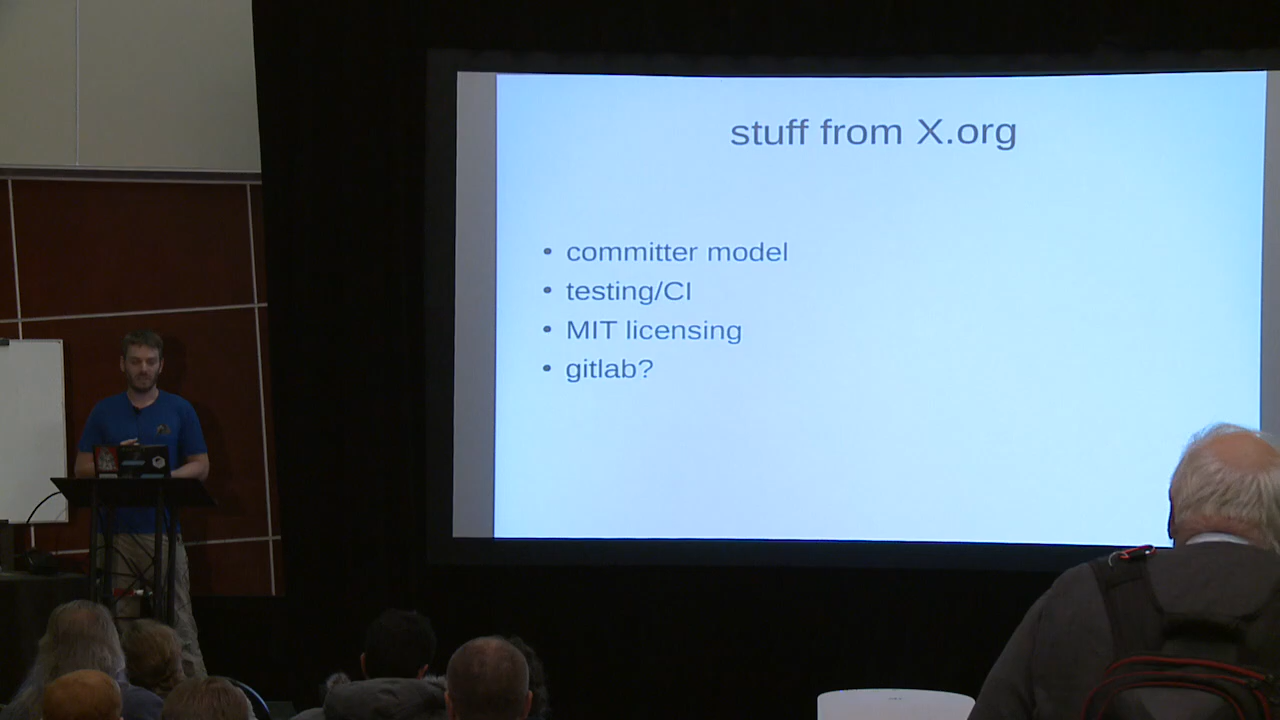 stuff from X.org
• committer model
• testing/CI
• MIT licensing
• gitlab?